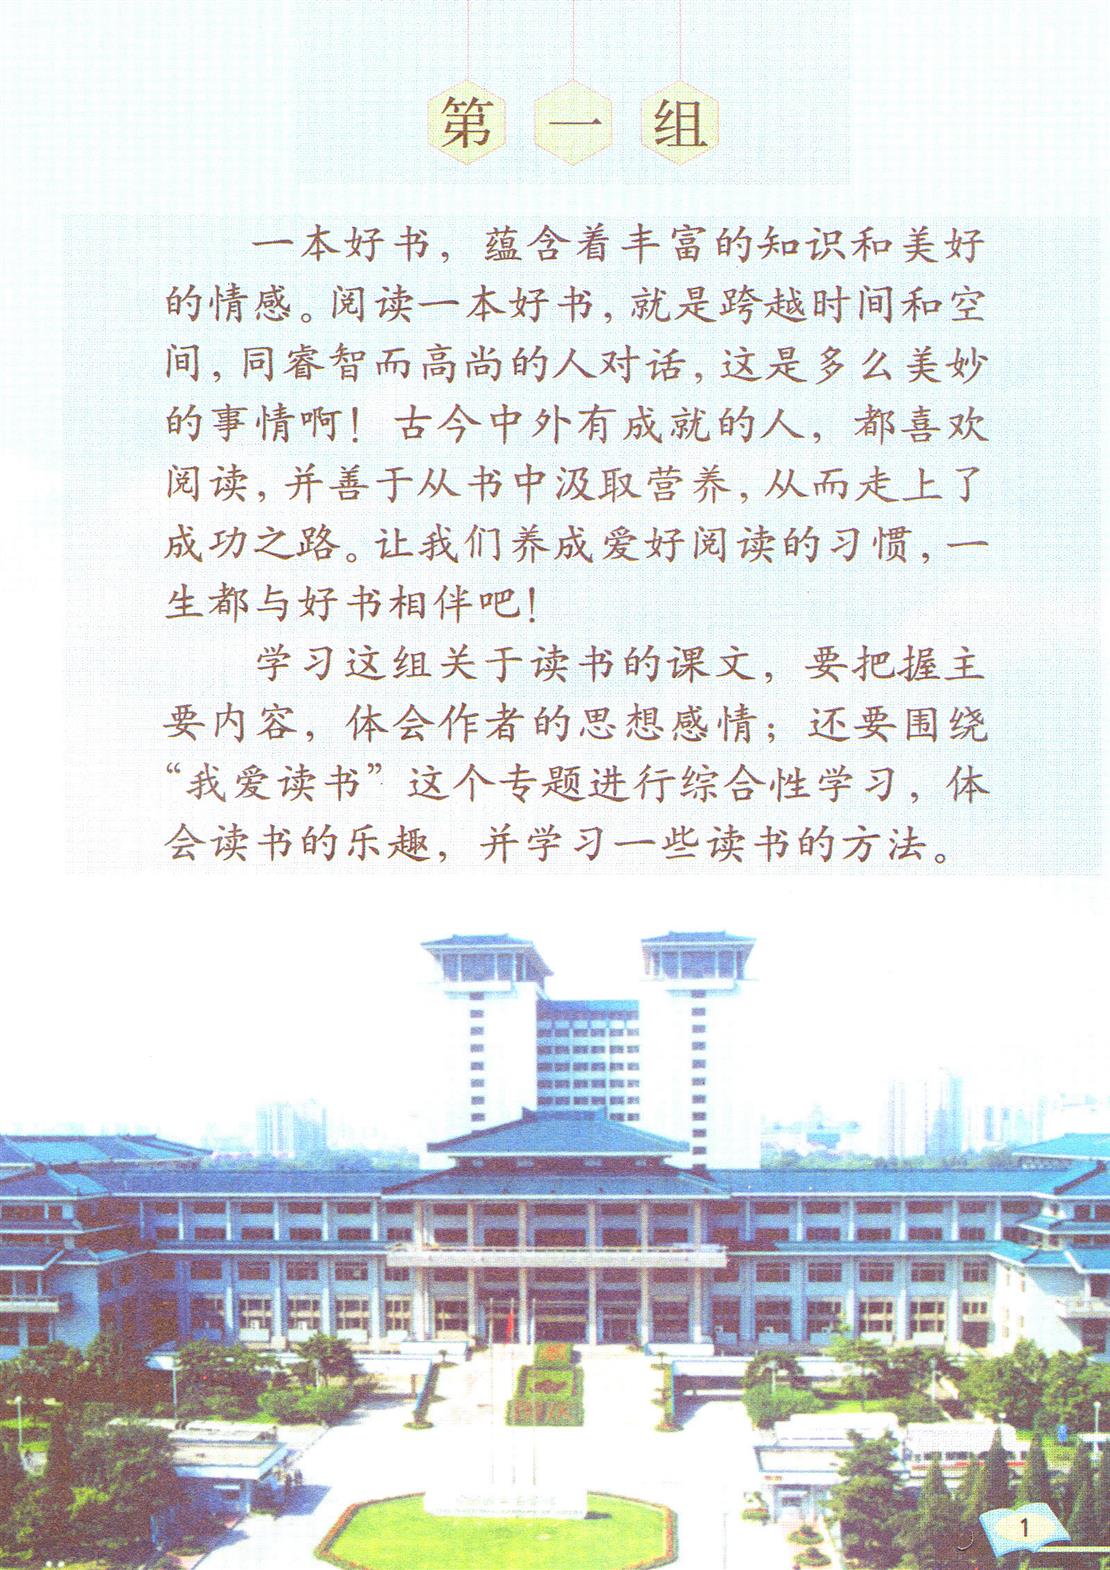 第一组
一本好书，蕴含着丰富的知识和美好
的情感。阅读一本好书，就是跨越时间和空
间，同睿智而高尚的人对话，这是多么美妙
的事情啊！古今中外有成就的人，都喜欢
阅读，并善于从书中汲取营养，从而走上了
成功之路。让我们养成爱好阅读的习惯，一
生都与好书相伴吧！
学习这组关于读书的课文，要把握主
要内容，体会作者的思想感情；还要围绕
“我爱读书”这个专题进行综合性学习，体
会读书的乐趣，并学习一些读书的方法。
1